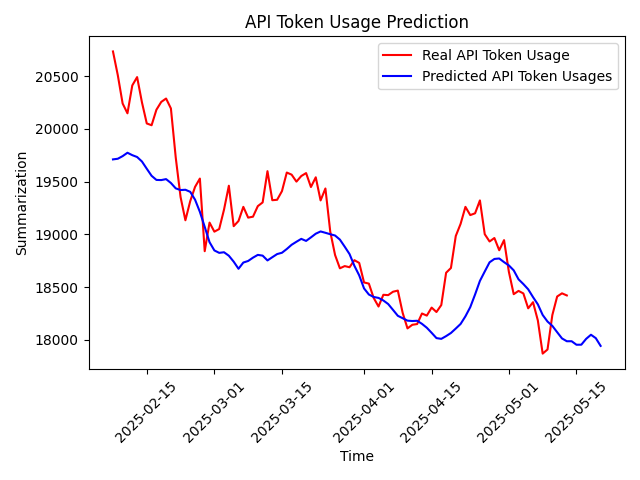 API Token Usage Prediction
Real API Token Usage
Predicted API Token Usages
Summarization
20500
20000
19500
19000
18500
18000
2025-02-15
2025-03-01
2025-03-15
2025-04-01
2025-04-15
2025-05-01
2025-05-15
Time